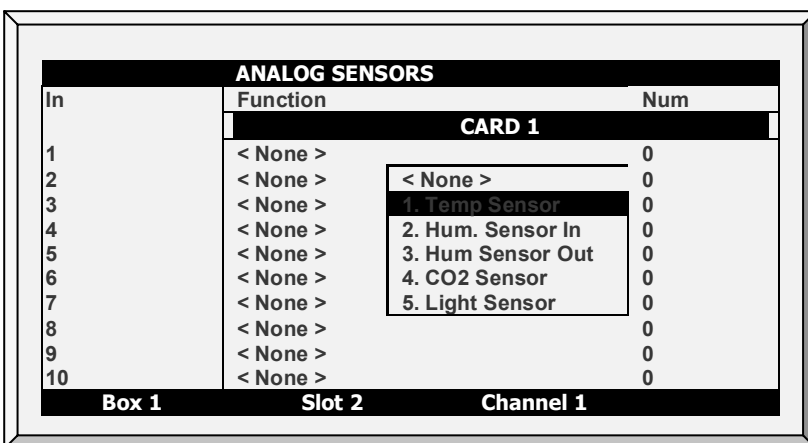 ANALOG SENSORS
In Function Num
CARD 1
1 < None > 0
2 < None > < None > 0
3 < None > 1. Temp Sensor 0
4 < None > 2. Hum. Sensor In 0
5 < None > 3. Hum Sensor Out 0
6 < None > 4. CO2 Sensor 0
7 < None > 5. Light Sensor 0
8 < None > 0
9 < None > 0
10 < None > 0
Box 1 Slot 2 Channel 1